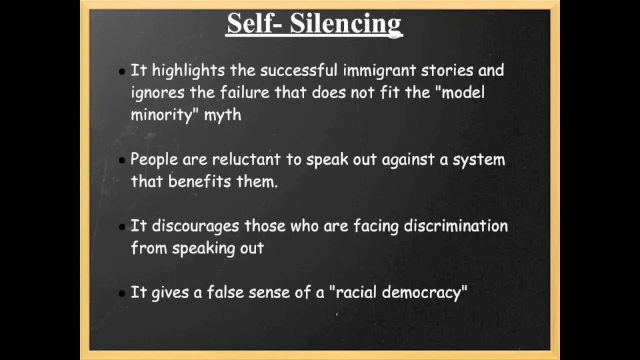 Self- Silencing
• It highlights the successful immigrant stories and
ignores the failure that does not fit the "model
minority" myth
• People are reluctant to speak out against a system
that benefits them.
• It discourages those who are facing discrimination
from speaking out
• It gives a false sense of a "racial democracy"